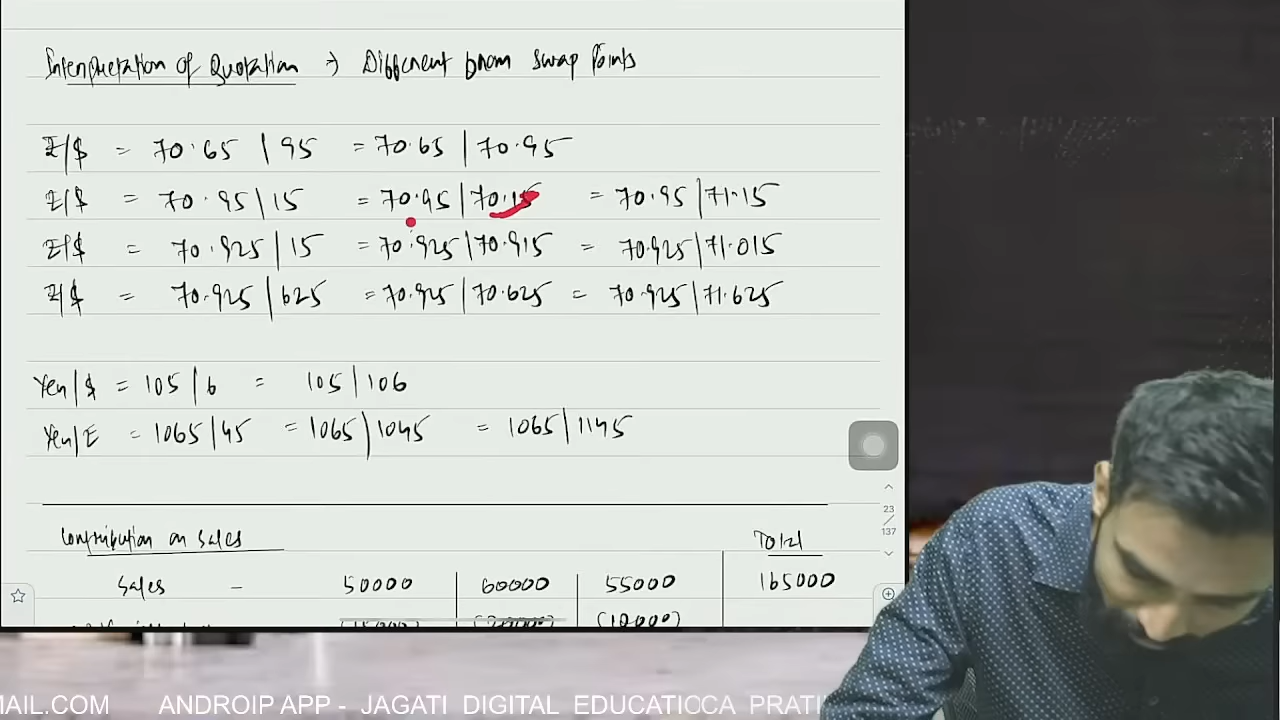 Interpretation of Quotation → Different from Swap Points
₹/$ = 70.65 | 95 = 70.65 | 70.95
₹/$ = 70.95 | 15 = 70.95 | 70.15 = 70.95 | 71.15
₹/$ = 70.925 | 15 = 70.925 | 70.915 = 70.925 | 71.015
₹/$ = 70.925 | 625 = 70.925 | 70.625 = 70.925 | 71.625
Yen/$ = 105 | 6 = 105 | 106
Yen/£ = 1065 | 45 = 1065 | 1045 = 1065 | 1145
23
/
137
Contribution on Sales Total
Sales - 50000 60000 55000 165000
MAIL.COM ANDROIP APP - JAGATI DIGITAL EDUCATIOCA PRATI